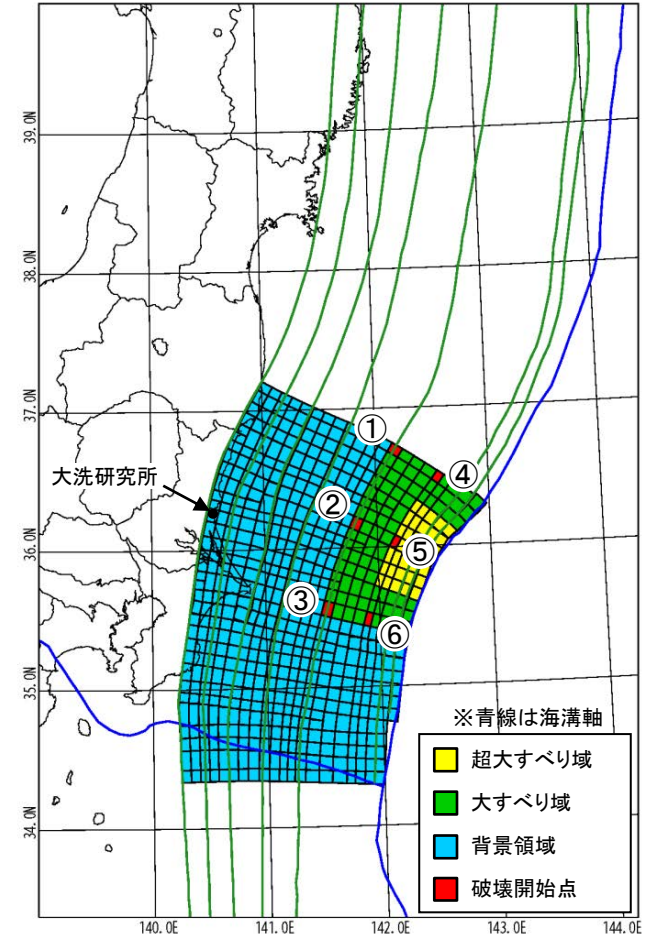 39.0N
38.0N
37.0N
36.0N
35.0N
34.0N
①
④
大洗研究所
②
⑤
③
⑥
※青線は海溝軸
超大すべり域
大すべり域
背景領域
破壊開始点
140.0E
141.0E
142.0E
143.0E
144.0E